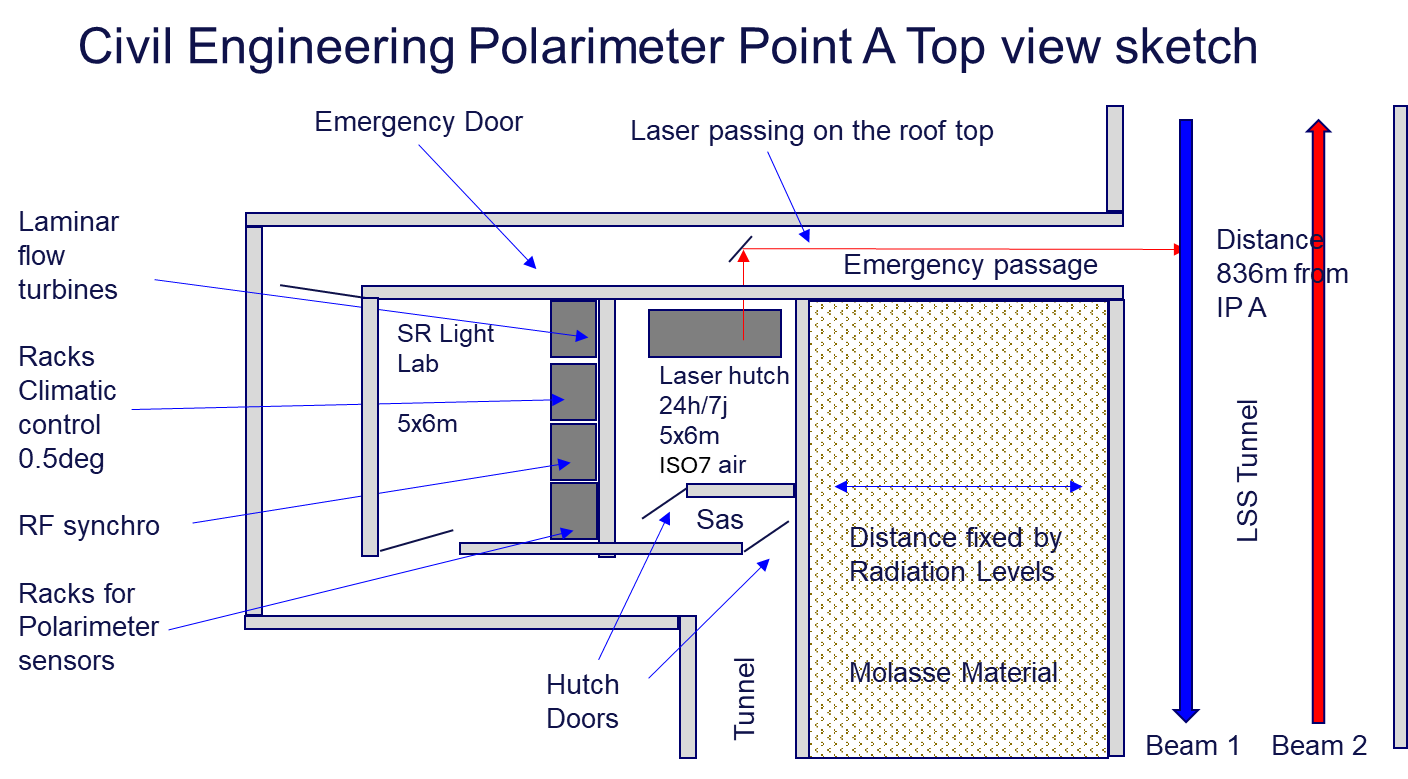 Civil Engineering Polarimeter Point A Top view sketch
Emergency Door
Laser passing on the roof top
Laminar
flow
turbines
Racks
Climatic
control
0.5deg
RF synchro
Racks for
Polarimeter
sensors
SR Light
Lab
5x6m
Laser hutch
24h/7j
5x6m
ISO7 air
Sas
Hutch
Doors
Tunnel
Emergency passage
Distance fixed by
Radiation Levels
Molasse Material
Distance
836m from
IP A
LSS Tunnel
Beam 1
Beam 2